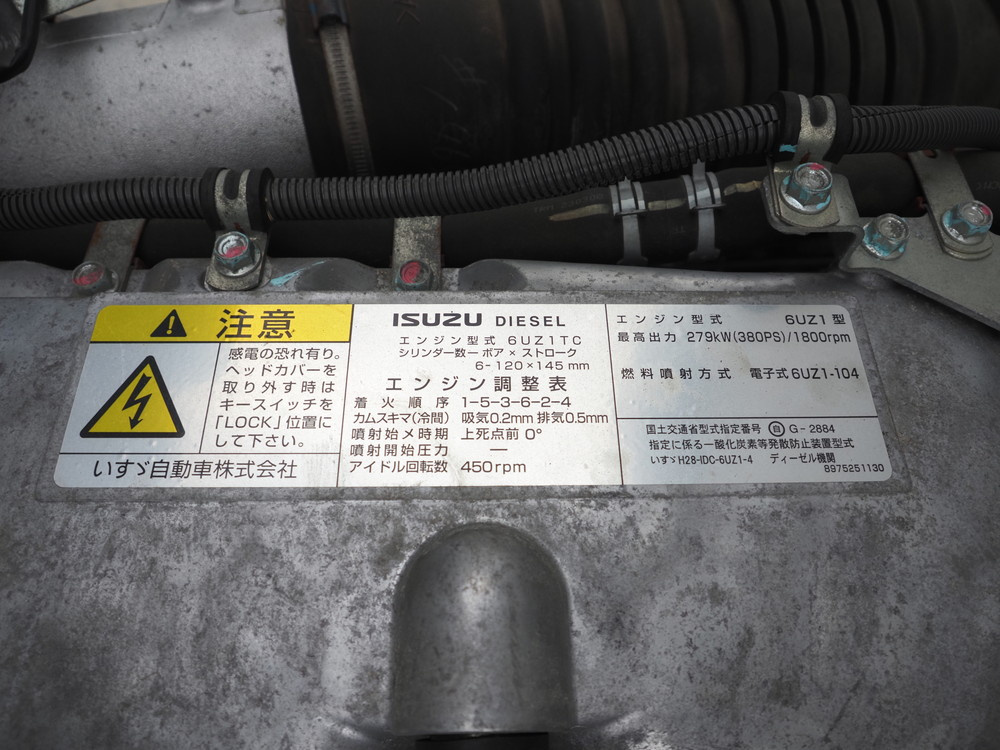 注意
感電の恐れ有り。
ヘッドカバーを
取り外す時は
キースイッチを
「LOCK」位置に
して下さい。
いすゞ自動車株式会社
ISUZU DIESEL
エンジン型式 6UZ1TC
シリンダー数ー ボア × ストローク
6-120×145mm
エンジン調整表
着火順序 1-5-3-6-2-4
カムスキマ(冷間) 吸気0.2mm 排気0.5mm
噴射始メ時期 上死点前 0°
噴射開始圧力 —
アイドル回転数 450rpm
エンジン型式 6UZ1型
最高出力 279kW(380PS)/1800rpm
燃料噴射方式 電子式6UZ1-104
国土交通省型式指定番号 自 G-2884
指定に係る一酸化炭素等発散防止装置型式
いすゞH28-IDC-6UZ1-4 ディーゼル機関
8975251130